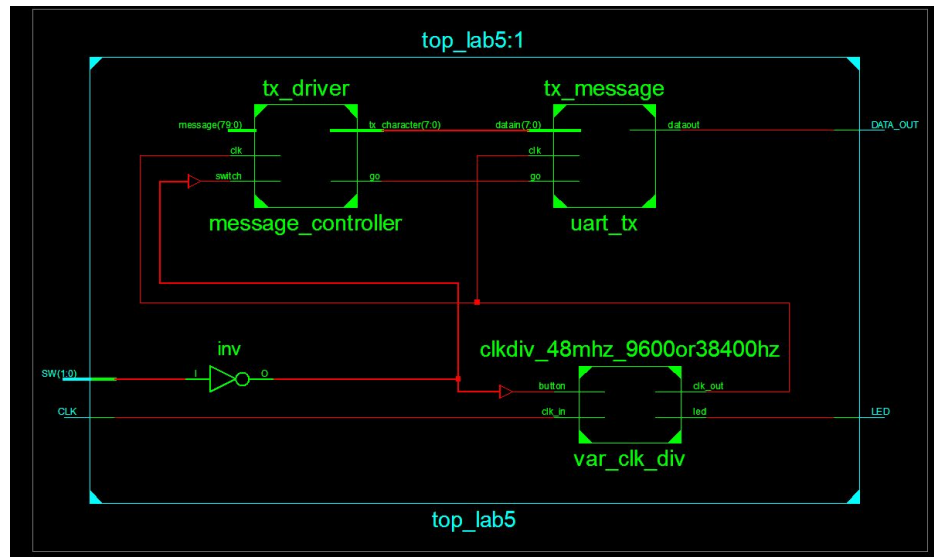 top_lab5:1
tx_driver
tx_message
message(79:0)
tx_character(7:0)
datain(7:0)
dataout
DATA_OUT
clk
clk
switch
go
go
message_controller
uart_tx
inv
clkdiv_48mhz_9600or38400hz
SW(1:0)
I
O
button
clk_out
CLK
clk_in
led
LED
var_clk_div
top_lab5